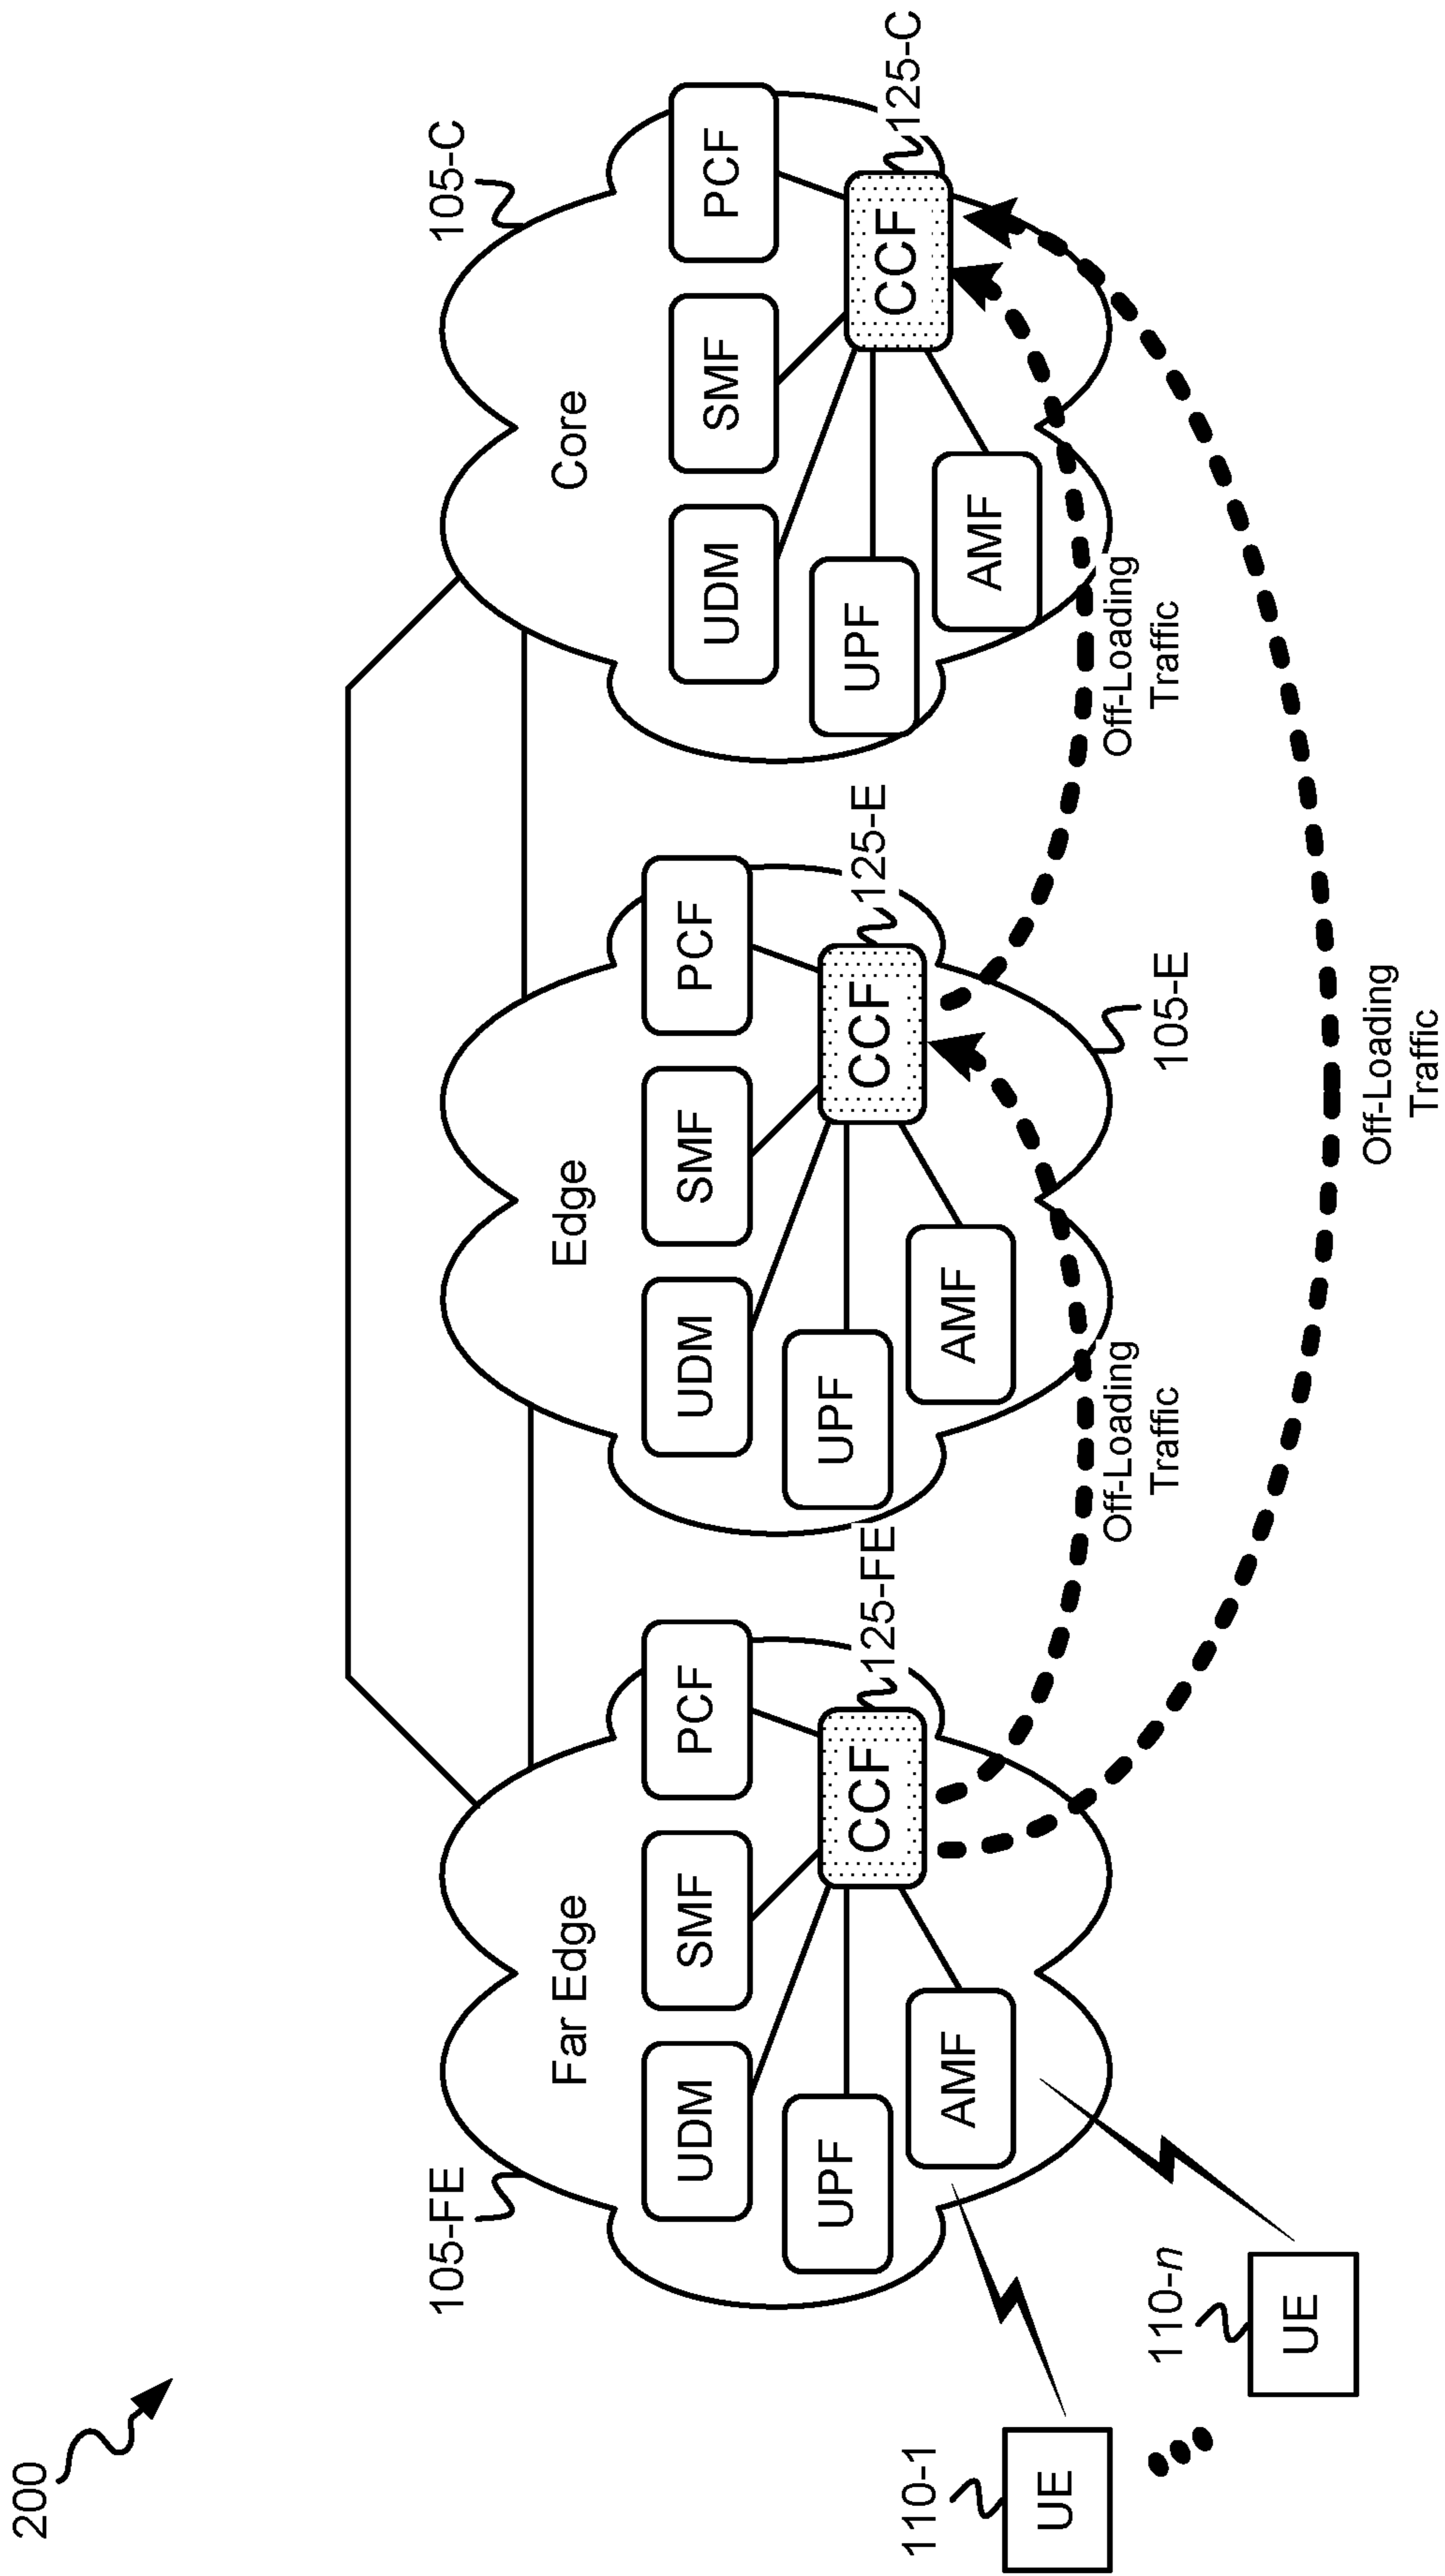 200
105-FE
Far Edge
UDM
SMF
PCF
UPF
CCF
125-FE
AMF
110-1
UE
110-n
UE
Edge
UDM
SMF
PCF
UPF
CCF
125-E
AMF
105-E
105-C
Core
UDM
SMF
PCF
UPF
CCF
125-C
AMF
Off-Loading
Traffic
Off-Loading
Traffic
Off-Loading
Traffic